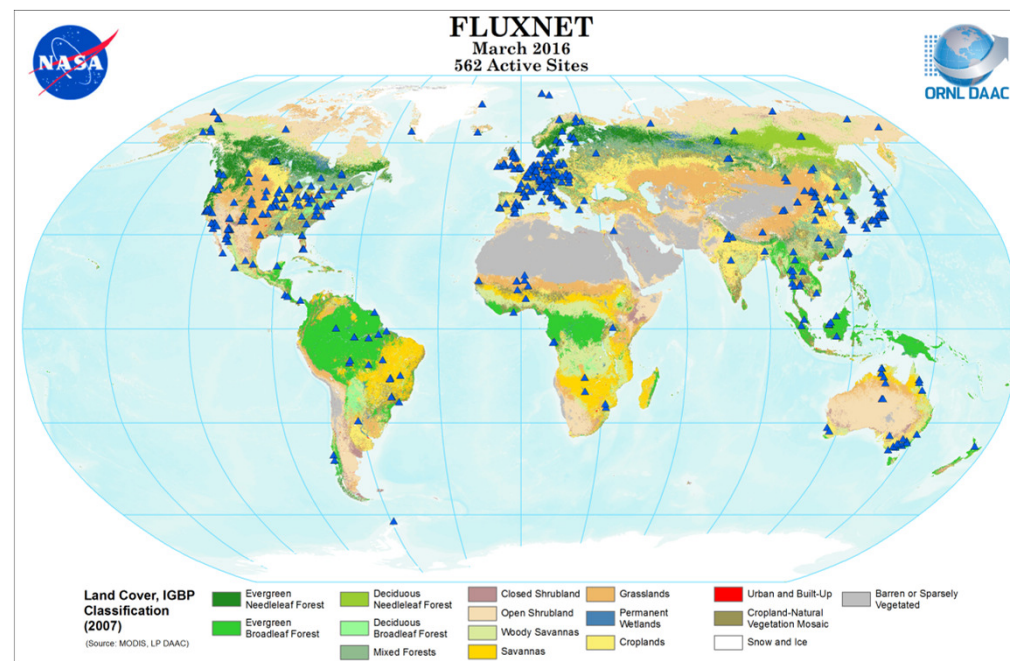 FLUXNET
March 2016
562 Active Sites
NASA
ORNL DAAC
Land Cover, IGBP
Classification
(2007)
(Source: MODIS, LP DAAC)
Evergreen
Needleleaf Forest
Evergreen
Broadleaf Forest
Deciduous
Needleleaf Forest
Deciduous
Broadleaf Forest
Mixed Forests
Closed Shrubland
Open Shrubland
Woody Savannas
Savannas
Grasslands
Permanent
Wetlands
Croplands
Urban and Built-Up
Cropland-Natural
Vegetation Mosaic
Snow and Ice
Barren or Sparsely
Vegetated